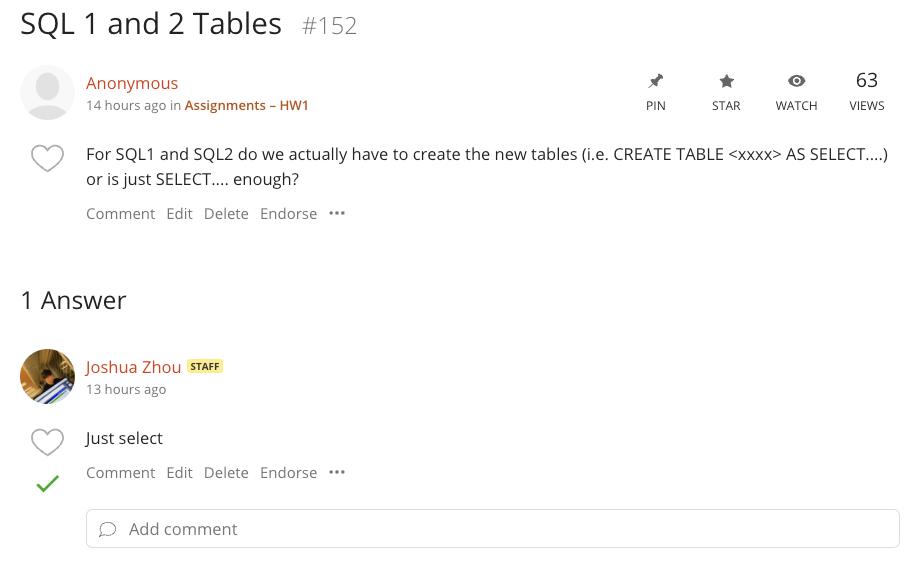 SQL 1 and 2 Tables #152
Anonymous
14 hours ago in Assignments – HW1
PIN STAR WATCH 63 VIEWS
For SQL1 and SQL2 do we actually have to create the new tables (i.e. CREATE TABLE <xxxx> AS SELECT....)
or is just SELECT.... enough?
Comment Edit Delete Endorse ···
1 Answer
Joshua Zhou STAFF
13 hours ago
Just select
Comment Edit Delete Endorse ···
Add comment